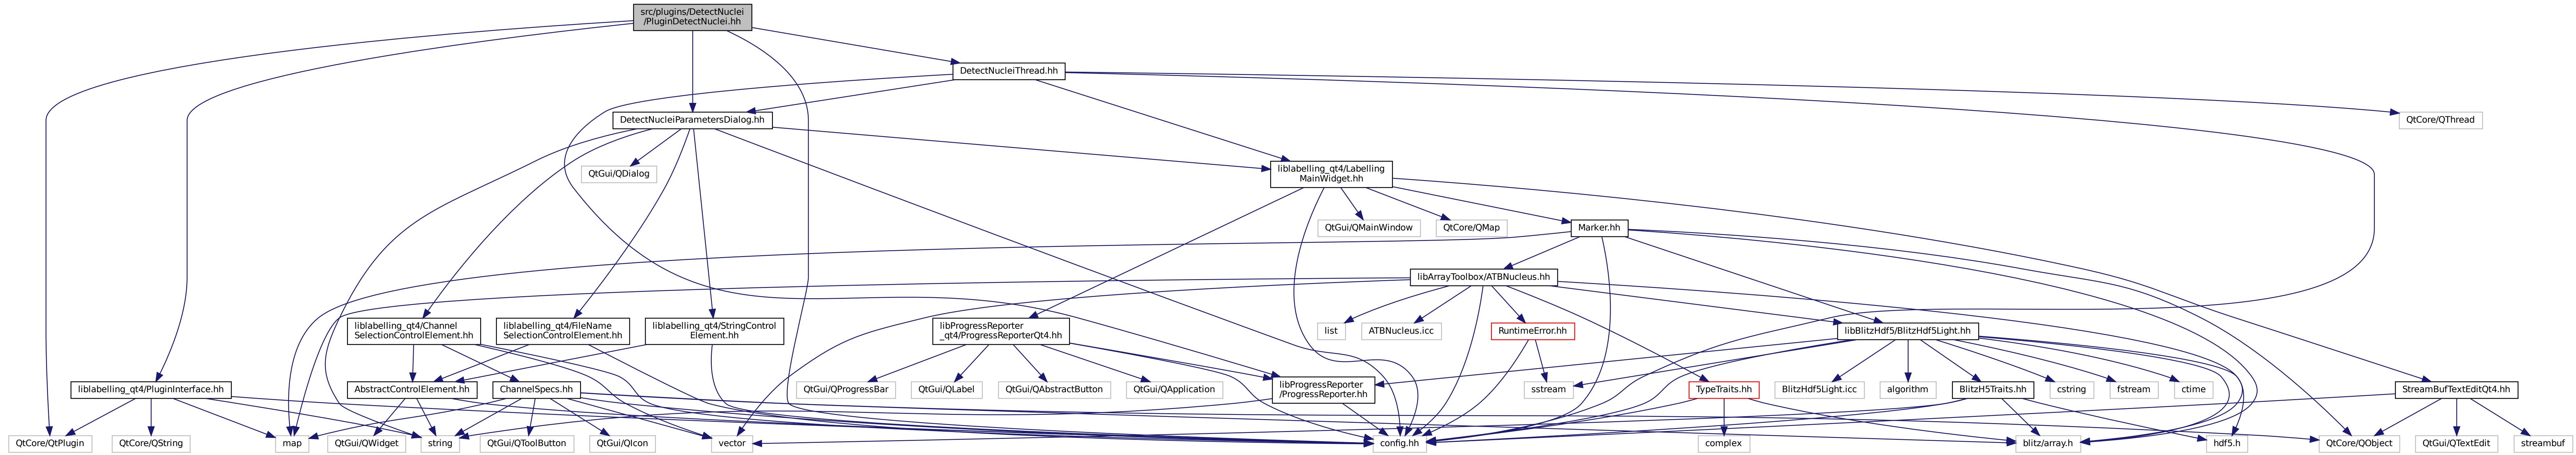 src/plugins/DetectNuclei
/PluginDetectNuclei.hh
DetectNucleiThread.hh
DetectNucleiParametersDialog.hh
QtCore/QThread
QtGui/QDialog
liblabelling_qt4/Labelling
MainWidget.hh
QtGui/QMainWindow
QtCore/QMap
Marker.hh
libArrayToolbox/ATBNucleus.hh
liblabelling_qt4/Channel
SelectionControlElement.hh
liblabelling_qt4/FileName
SelectionControlElement.hh
liblabelling_qt4/StringControl
Element.hh
libProgressReporter
_qt4/ProgressReporterQt4.hh
list
ATBNucleus.icc
RuntimeError.hh
libBlitzHdf5/BlitzHdf5Light.hh
liblabelling_qt4/PluginInterface.hh
AbstractControlElement.hh
ChannelSpecs.hh
QtGui/QProgressBar
QtGui/QLabel
QtGui/QAbstractButton
QtGui/QApplication
libProgressReporter
/ProgressReporter.hh
sstream
TypeTraits.hh
BlitzHdf5Light.icc
algorithm
BlitzH5Traits.hh
cstring
fstream
ctime
StreamBufTextEditQt4.hh
QtCore/QtPlugin
QtCore/QString
map
QtGui/QWidget
string
QtGui/QToolButton
QtGui/QIcon
vector
config.hh
complex
blitz/array.h
hdf5.h
QtCore/QObject
QtGui/QTextEdit
streambuf